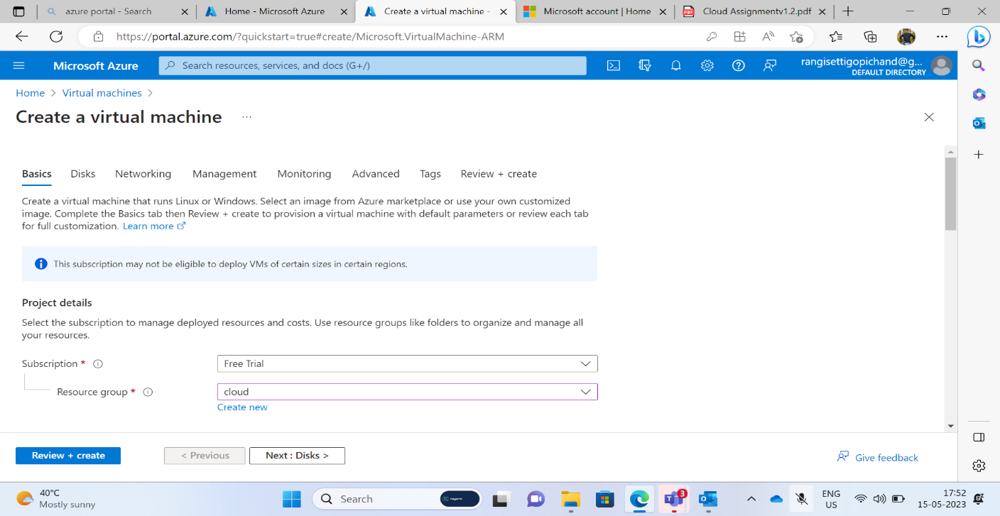 azure portal - Search
Home - Microsoft Azure
Create a virtual machine -
Microsoft account | Home
Cloud Assignmentv1.2.pdf
https://portal.azure.com/?quickstart=true#create/Microsoft.VirtualMachine-ARM
Microsoft Azure
Search resources, services, and docs (G+/)
rangisettigopichand@g...
DEFAULT DIRECTORY
Home > Virtual machines >
Create a virtual machine ...
Basics Disks Networking Management Monitoring Advanced Tags Review + create
Create a virtual machine that runs Linux or Windows. Select an image from Azure marketplace or use your own customized
image. Complete the Basics tab then Review + create to provision a virtual machine with default parameters or review each tab
for full customization. Learn more
This subscription may not be eligible to deploy VMs of certain sizes in certain regions.
Project details
Select the subscription to manage deployed resources and costs. Use resource groups like folders to organize and manage all
your resources.
Subscription *
Free Trial
Resource group *
cloud
Create new
Review + create
< Previous
Next : Disks >
Give feedback
40°C
Mostly sunny
Search
3
ENG
US
17:52
15-05-2023